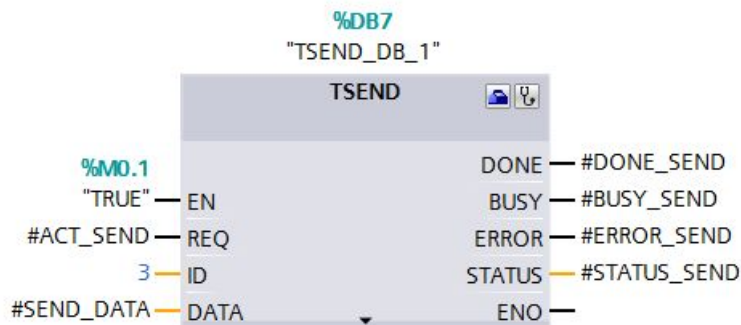 %DB7
"TSEND_DB_1"
TSEND
%M0.1
"TRUE" EN
#ACT_SEND REQ
3 ID
#SEND_DATA DATA
DONE #DONE_SEND
BUSY #BUSY_SEND
ERROR #ERROR_SEND
STATUS #STATUS_SEND
ENO